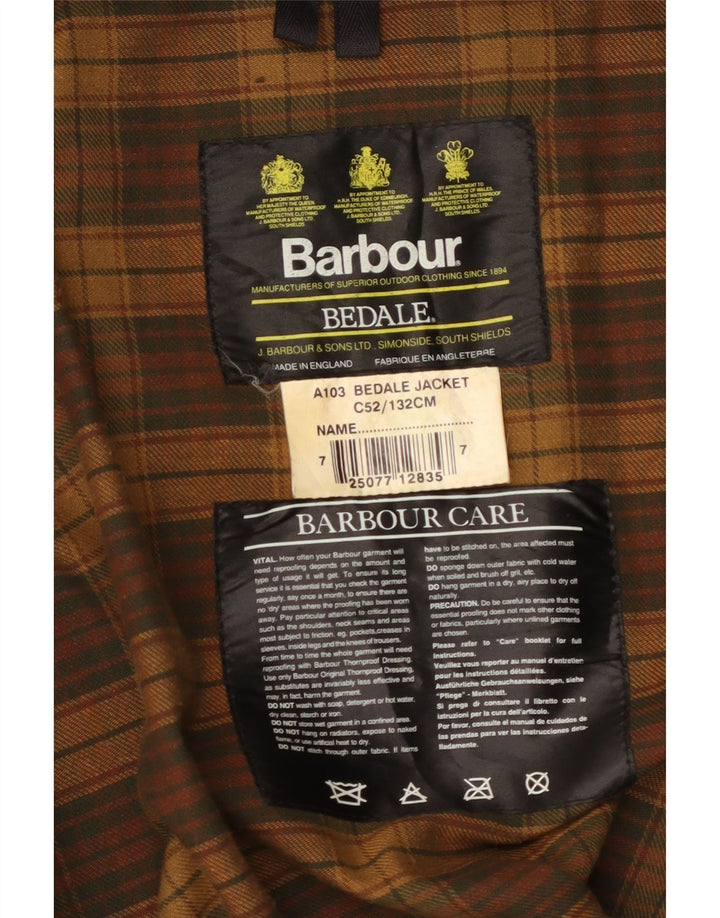 BY APPOINTMENT TO
HER MAJESTY THE QUEEN
MANUFACTURERS OF WATERPROOF
AND PROTECTIVE CLOTHING
J. BARBOUR & SONS LTD.
SOUTH SHIELDS
BY APPOINTMENT TO
H.R.H. THE DUKE OF EDINBURGH
MANUFACTURERS OF WATERPROOF
AND PROTECTIVE CLOTHING
J. BARBOUR & SONS LTD.
SOUTH SHIELDS
BY APPOINTMENT TO
H.R.H. THE PRINCE OF WALES
MANUFACTURERS OF WATERPROOF
AND PROTECTIVE CLOTHING
J. BARBOUR & SONS LTD.
SOUTH SHIELDS
Barbour
MANUFACTURERS OF SUPERIOR OUTDOOR CLOTHING SINCE 1894
BEDALE®
J. BARBOUR & SONS LTD., SIMONSIDE, SOUTH SHIELDS
MADE IN ENGLAND FABRIQUE EN ANGLETERRE
A103 BEDALE JACKET
C52/132CM
NAME..............................
7 25077 12835 7
BARBOUR CARE
VITAL. How often your Barbour garment will
need reproofing depends on the amount and
type of usage it will get. To ensure its long
service it is essential that you check the garment
regularly, say once a month, to ensure there are
no 'dry' areas where the proofing has been worn
away. Pay particular attention to critical areas
such as the shoulders, neck seams and areas
most subject to friction, eg. pockets,creases in
sleeves, inside legs and the knees of trousers.
From time to time the whole garment will need
reproofing with Barbour Thornproof Dressing.
Use only Barbour Original Thornproof Dressing
as substitutes are invariably less effective and
may, in fact, harm the garment.
DO NOT wash with soap, detergent or hot water,
dry clean, starch or iron.
DO NOT store wet garment in a confined area.
DO NOT hang on radiators, expose to naked
flame, or use artificial heat to dry.
DO NOT stitch through outer fabric. If items
have to be stitched on, the area affected must
be reproofed.
DO sponge down outer fabric with cold water
when soiled and brush off grit, etc.
DO hang garment in a dry, airy place to dry off
naturally.
PRECAUTION. Do be careful to ensure that the
essential proofing does not mark other clothing
or fabrics, particularly where unlined garments
are chosen.
Please refer to "Care" booklet for full
instructions.
Veuillez vous reporter au manuel d'entretien
pour les instructions détaillées.
Ausführliche Gebrauchsanweisungen, siehe
"Pflege" - Merkblatt.
Si prega di consultare il libretto con le
istruzioni per la cura dell'articolo.
Por favor, consulte el manual de cuidados de
las prendas para ver las instrucciones deta-
lladamente.